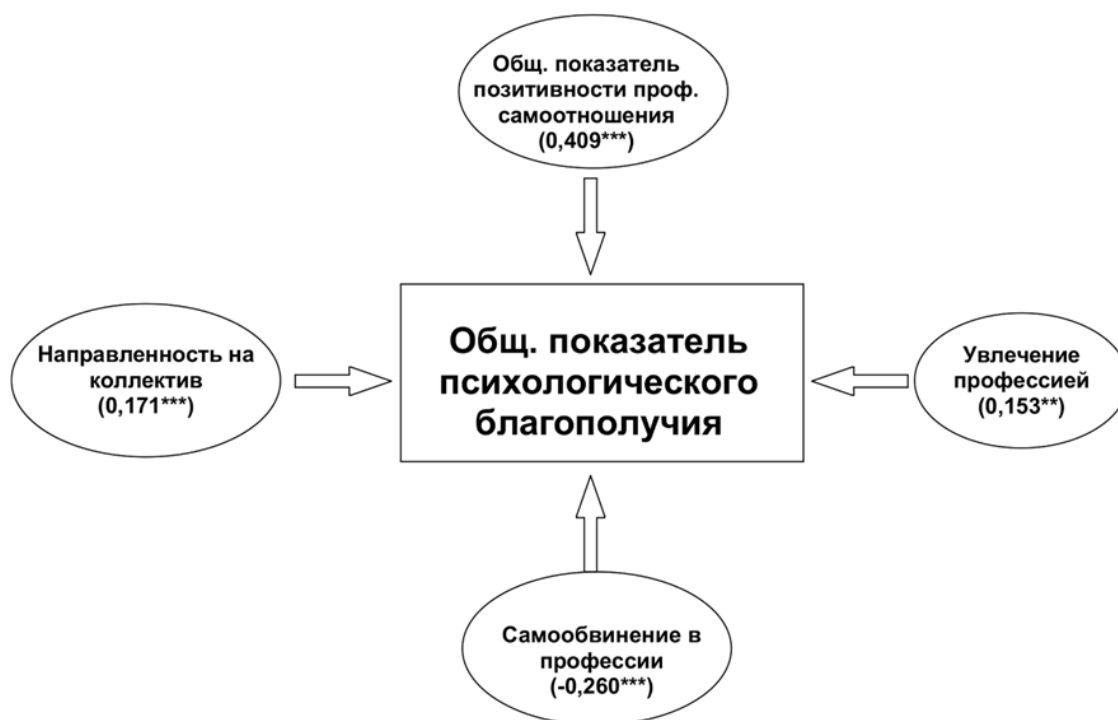 Общ. показатель
позитивности проф.
самоотношения
(0,409***)
Направленность на
коллектив
(0,171***)
Общ. показатель
психологического
благополучия
Увлечение
профессией
(0,153**)
Самообвинение в
профессии
(-0,260***)